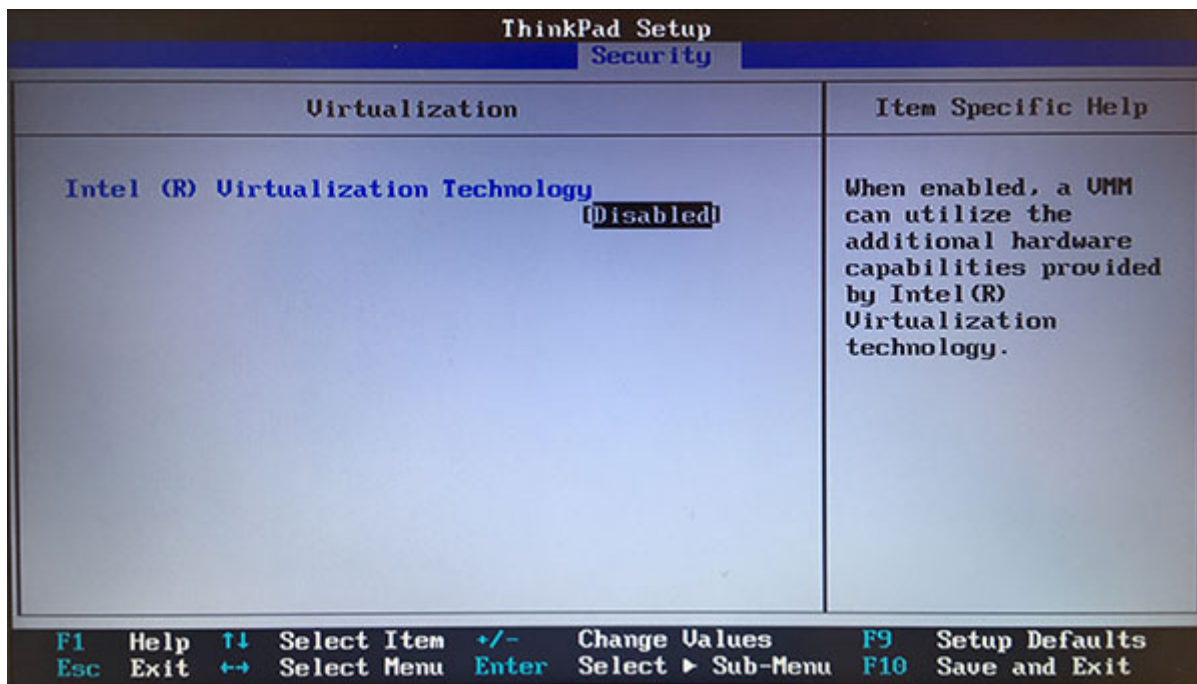 ThinkPad Setup
Security
Virtualization
Item Specific Help
Intel (R) Virtualization Technology
[Disabled]
When enabled, a VMM
can utilize the
additional hardware
capabilities provided
by Intel(R)
Virtualization
technology.
F1 Help ↑↓ Select Item +/- Change Values F9 Setup Defaults
Esc Exit ←→ Select Menu Enter Select ▶ Sub-Menu F10 Save and Exit